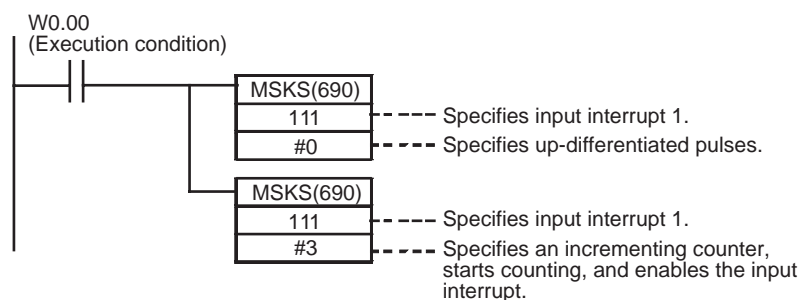 W0.00
(Execution condition)
MSKS(690)
111
Specifies input interrupt 1.
#0
Specifies up-differentiated pulses.
MSKS(690)
111
Specifies input interrupt 1.
#3
Specifies an incrementing counter,
starts counting, and enables the input
interrupt.